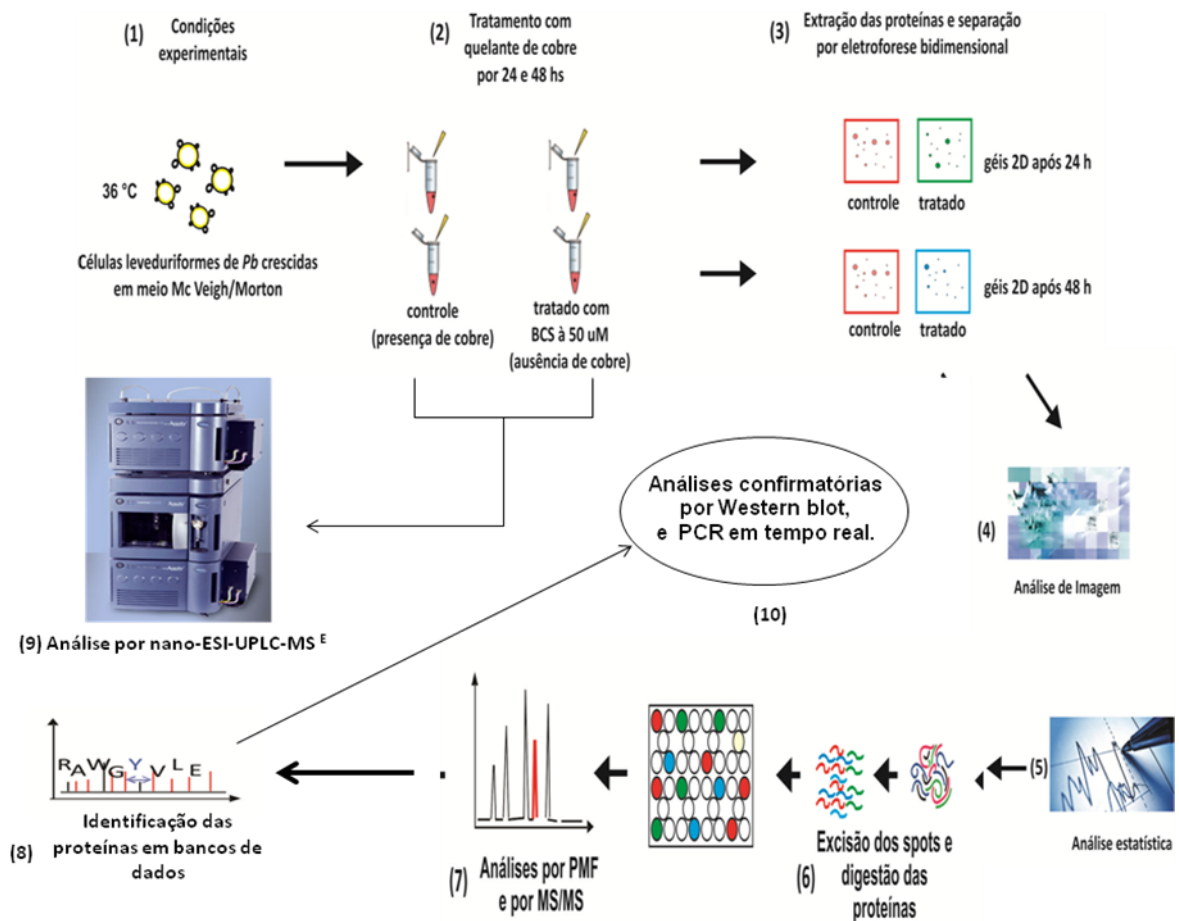 (1)
Condições
experimentais
(2)
Tratamento com
quelante de cobre
por 24 e 48 hs
(3)
Extração das proteínas e separação
por eletroforese bidimensional
36 °C
Células leveduriformes de Pb crescidas
em meio Mc Veigh/Morton
controle
(presença de cobre)
tratado com
BCS à 50 uM
(ausência de cobre)
controle
tratado
géis 2D após 24 h
controle
tratado
géis 2D após 48 h
(4)
Análise de Imagem
Análises confirmatórias
por Western blot,
e PCR em tempo real.
(10)
(9) Análise por nano-ESI-UPLC-MS E
R A W G Y V L E
(8)
Identificação das
proteínas em bancos de
dados
(7)
Análises por PMF
e por MS/MS
(6)
Excisão dos spots e
digestão das
proteínas
(5)
Análise estatística